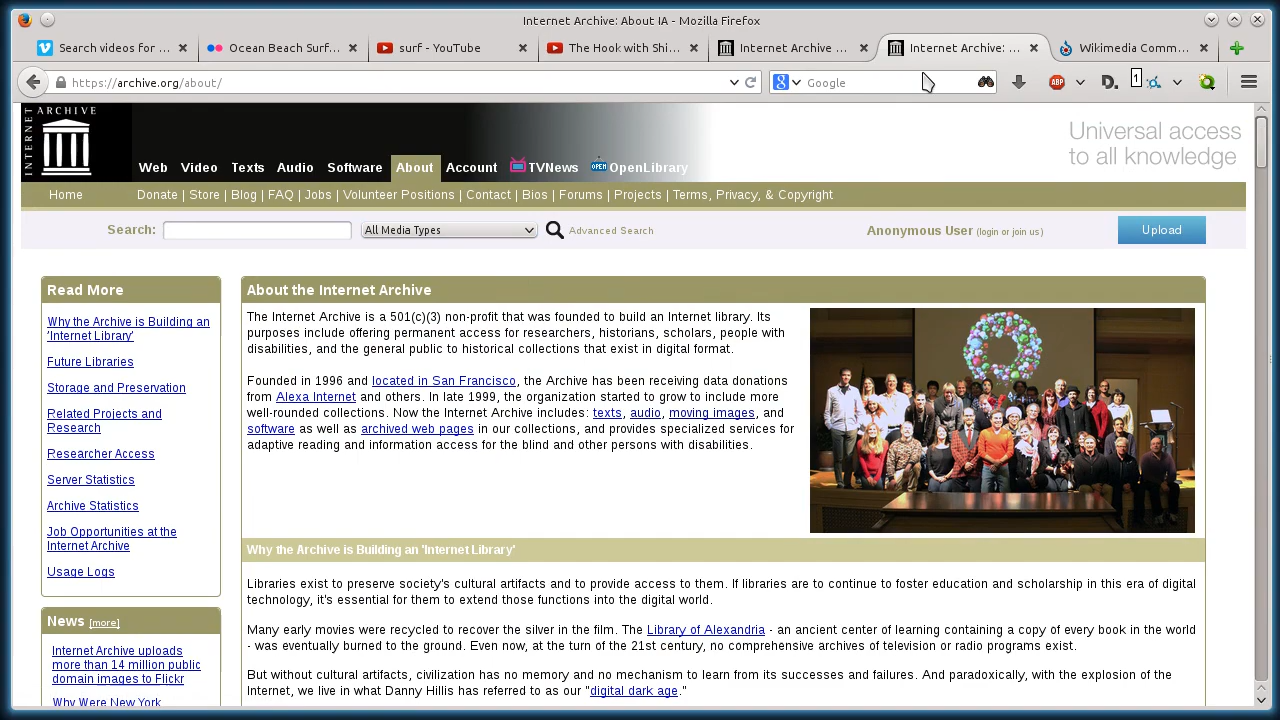 Internet Archive: About IA - Mozilla Firefox
Search videos for ...
Ocean Beach Surf...
surf - YouTube
The Hook with Shi...
Internet Archive ...
Internet Archive: ...
Wikimedia Comm...
https://archive.org/about/
Google
ABP
D.
1
INTERNET ARCHIVE
Universal access
to all knowledge
Web Video Texts Audio Software About Account TVNews OPEN OpenLibrary
Home Donate | Store | Blog | FAQ | Jobs | Volunteer Positions | Contact | Bios | Forums | Projects | Terms, Privacy, & Copyright
Search: All Media Types Advanced Search Anonymous User (login or join us) Upload
Read More
Why the Archive is Building an
'Internet Library'
Future Libraries
Storage and Preservation
Related Projects and
Research
Researcher Access
Server Statistics
Archive Statistics
Job Opportunities at the
Internet Archive
Usage Logs
News [more]
Internet Archive uploads
more than 14 million public
domain images to Flickr
Why Were New York
About the Internet Archive
The Internet Archive is a 501(c)(3) non-profit that was founded to build an Internet library. Its
purposes include offering permanent access for researchers, historians, scholars, people with
disabilities, and the general public to historical collections that exist in digital format.
Founded in 1996 and located in San Francisco, the Archive has been receiving data donations
from Alexa Internet and others. In late 1999, the organization started to grow to include more
well-rounded collections. Now the Internet Archive includes: texts, audio, moving images, and
software as well as archived web pages in our collections, and provides specialized services for
adaptive reading and information access for the blind and other persons with disabilities.
Why the Archive is Building an 'Internet Library'
Libraries exist to preserve society's cultural artifacts and to provide access to them. If libraries are to continue to foster education and scholarship in this era of digital
technology, it's essential for them to extend those functions into the digital world.
Many early movies were recycled to recover the silver in the film. The Library of Alexandria - an ancient center of learning containing a copy of every book in the world
- was eventually burned to the ground. Even now, at the turn of the 21st century, no comprehensive archives of television or radio programs exist.
But without cultural artifacts, civilization has no memory and no mechanism to learn from its successes and failures. And paradoxically, with the explosion of the
Internet, we live in what Danny Hillis has referred to as our "digital dark age."